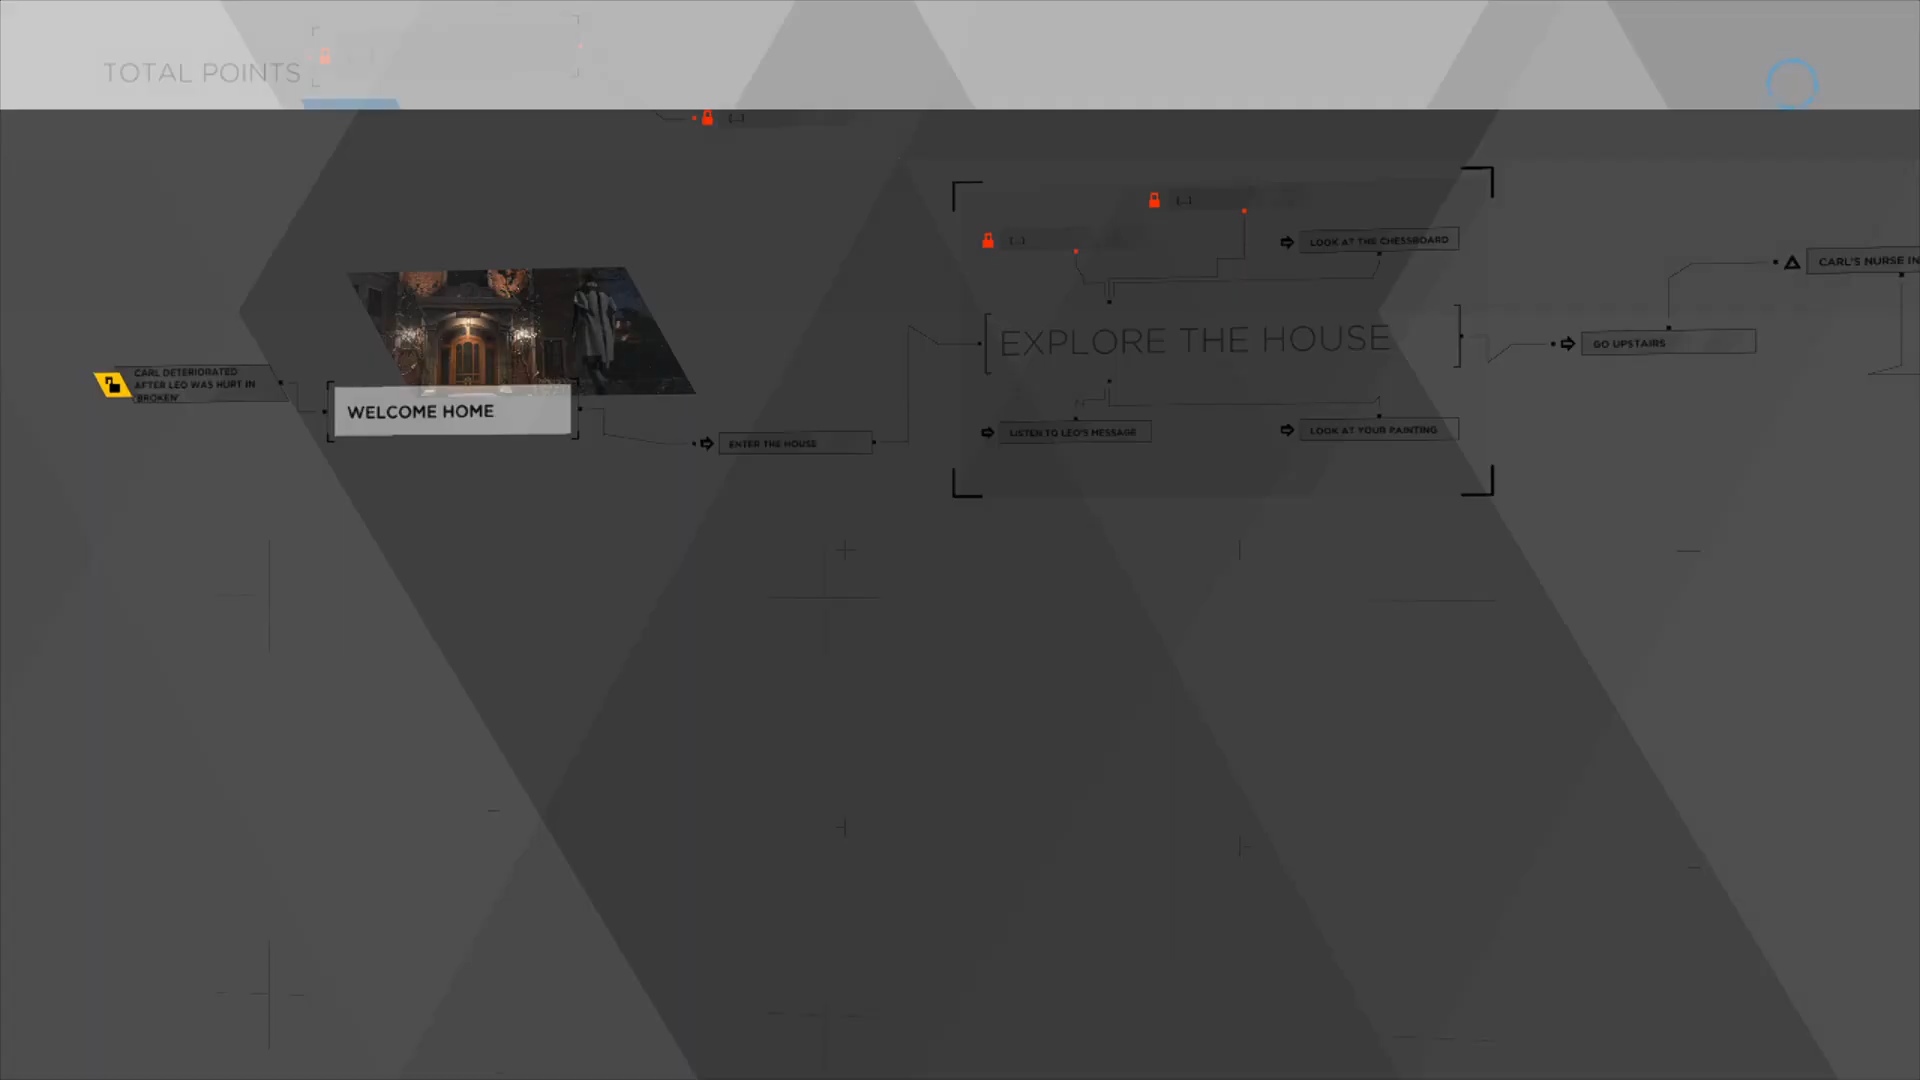 TOTAL POINTS
(...)
(...)
(...)
LOOK AT THE CHESSBOARD
CARL'S NURSE IN
EXPLORE THE HOUSE
GO UPSTAIRS
CARL DETERIORATED
AFTER LEO WAS HURT IN
'BROKEN'
WELCOME HOME
ENTER THE HOUSE
LISTEN TO LEO'S MESSAGE
LOOK AT YOUR PAINTING